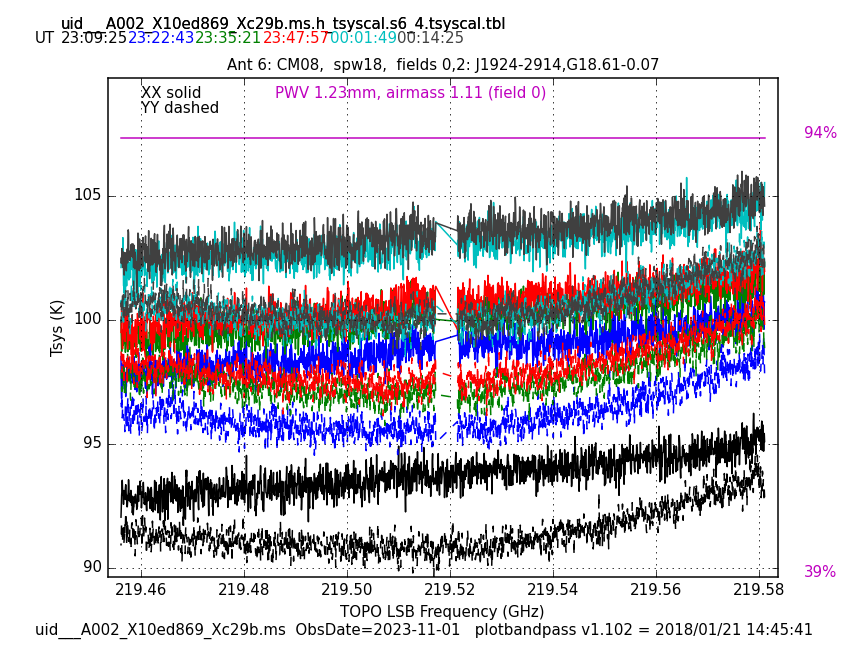 uid___A002_X10ed869_Xc29b.ms.h_tsyscal.s6_4.tsyscal.tbl
UT 23:09:25 23:22:43 23:35:21 23:47:57 00:01:49 00:14:25
Ant 6: CM08,  spw18,  fields 0,2: J1924-2914,G18.61-0.07
XX solid
YY dashed
PWV 1.23mm, airmass 1.11 (field 0)
94%
105
100
95
90
Tsys (K)
39%
219.46 219.48 219.50 219.52 219.54 219.56 219.58
TOPO LSB Frequency (GHz)
uid___A002_X10ed869_Xc29b.ms  ObsDate=2023-11-01   plotbandpass v1.102 = 2018/01/21 14:45:41